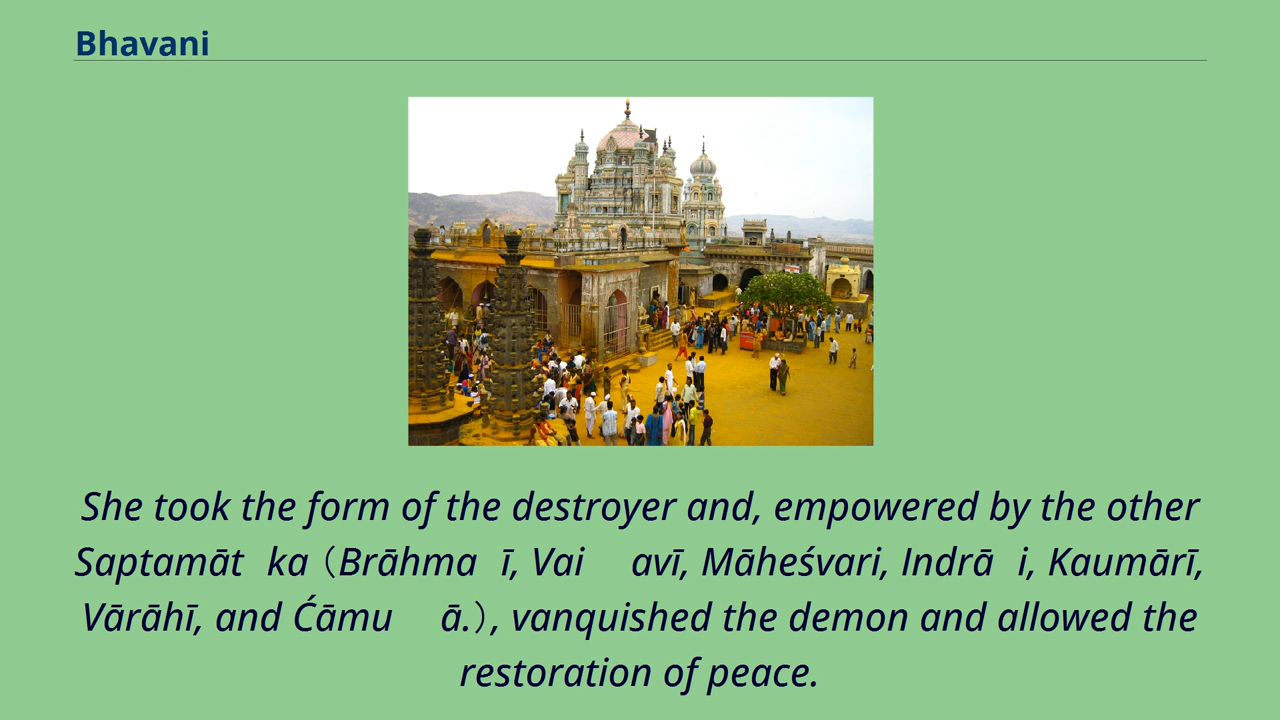 Bhavani
She took the form of the destroyer and, empowered by the other
Saptamāt ka (Brāhma ī, Vai avī, Māheśvari, Indrā i, Kaumārī,
Vārāhī, and Ćāmu ā.), vanquished the demon and allowed the
restoration of peace.